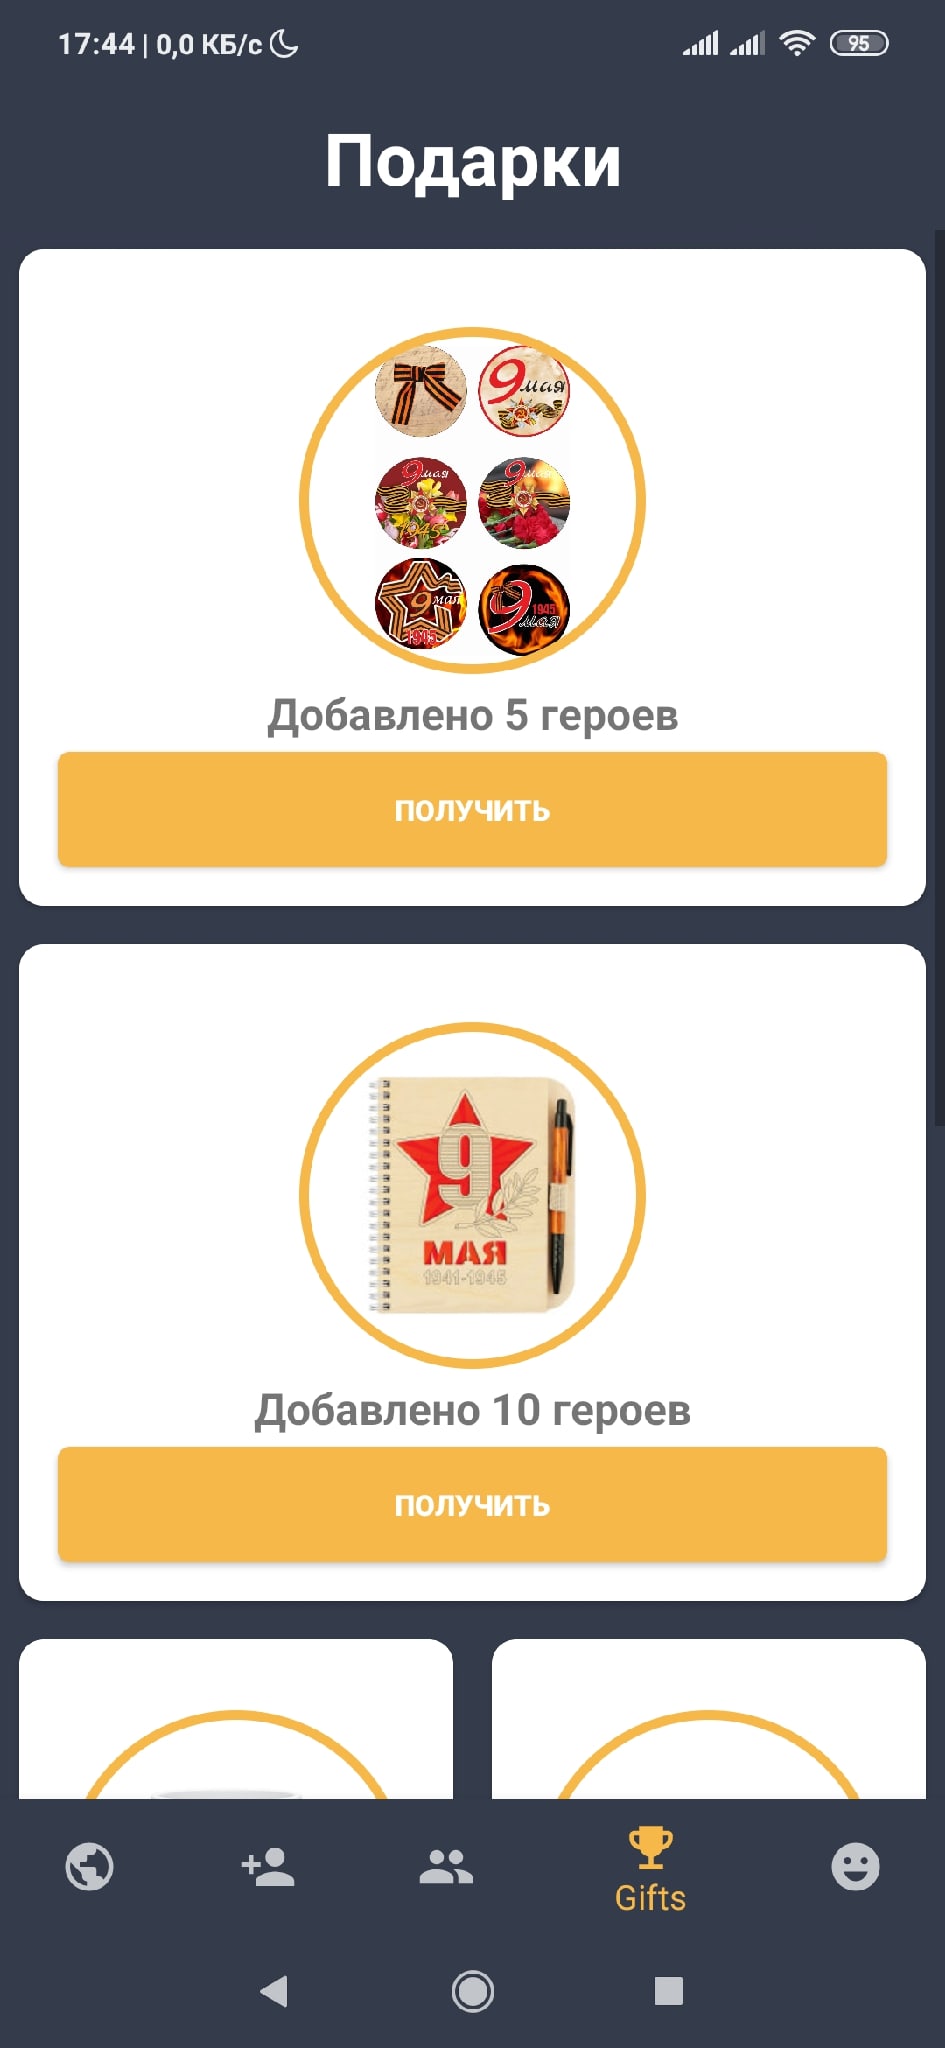 17:44 | 0,0 КБ/с
95
Подарки
9 мая
9 мая
1945
9 мая
9 мая
1945
9 мая
1945
Добавлено 5 героев
ПОЛУЧИТЬ
9
МАЯ
1941-1945
Добавлено 10 героев
ПОЛУЧИТЬ
Gifts